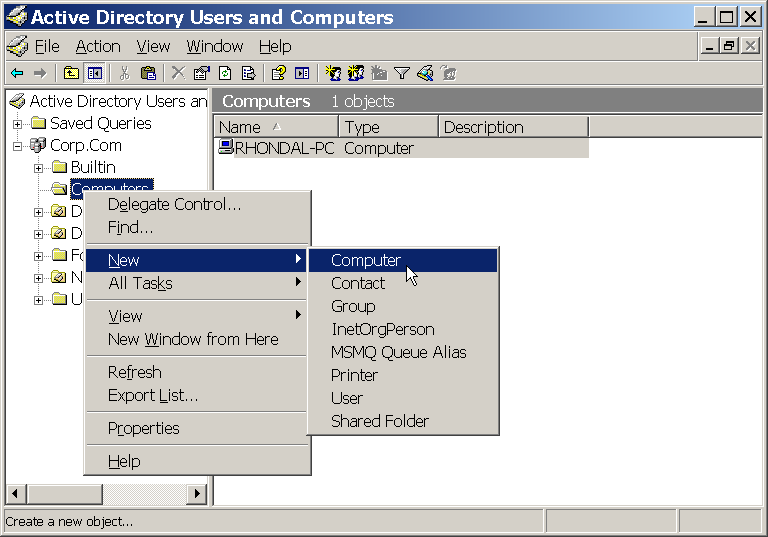 Active Directory Users and Computers
File Action View Window Help
Active Directory Users an
Saved Queries
Corp.Com
Builtin
Computers
D
D
Fo
N
U
Computers 1 objects
Name Type Description
RHONDAL-PC Computer
Delegate Control...
Find...
New
All Tasks
View
New Window from Here
Refresh
Export List...
Properties
Help
Computer
Contact
Group
InetOrgPerson
MSMQ Queue Alias
Printer
User
Shared Folder
Create a new object...